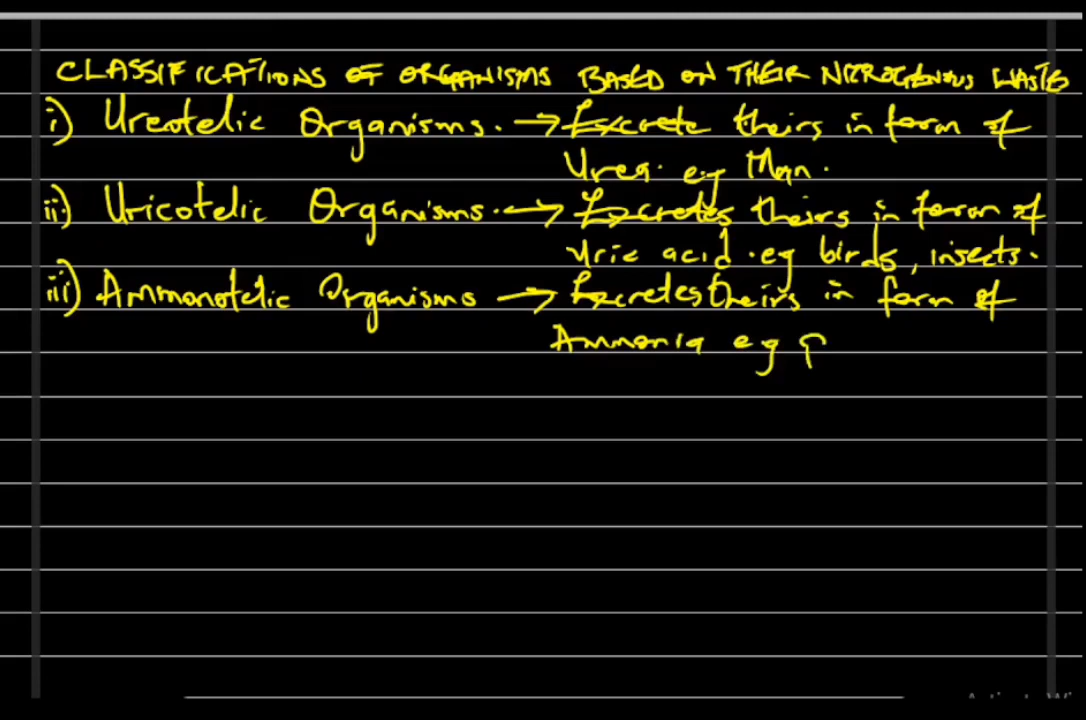 CLASSIFICATIONS OF ORGANISMS BASED ON THEIR NITROGENOUS WASTE
i) Ureotelic Organisms. → Excrete theirs in form of
Urea. eg Man.
ii) Uricotelic Organisms. → Excretes theirs in form of
Uric acid. eg birds, insects.
iii) Ammonotelic Organisms → Excretes theirs in form of
Ammonia eg